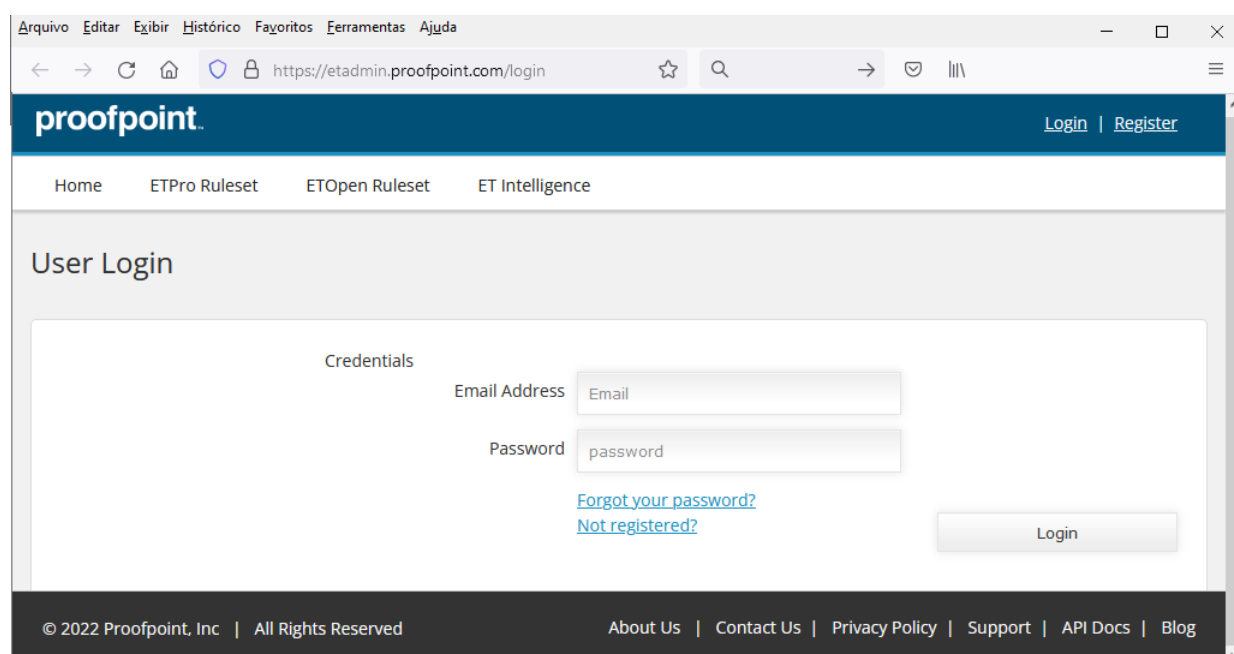 Arquivo Editar Exibir Histórico Favoritos Ferramentas Ajuda
https://etadmin.proofpoint.com/login
proofpoint™
Login | Register
Home ETPro Ruleset ETOpen Ruleset ET Intelligence
User Login
Credentials
Email Address Email
Password password
Forgot your password?
Not registered?
Login
© 2022 Proofpoint, Inc | All Rights Reserved About Us | Contact Us | Privacy Policy | Support | API Docs | Blog